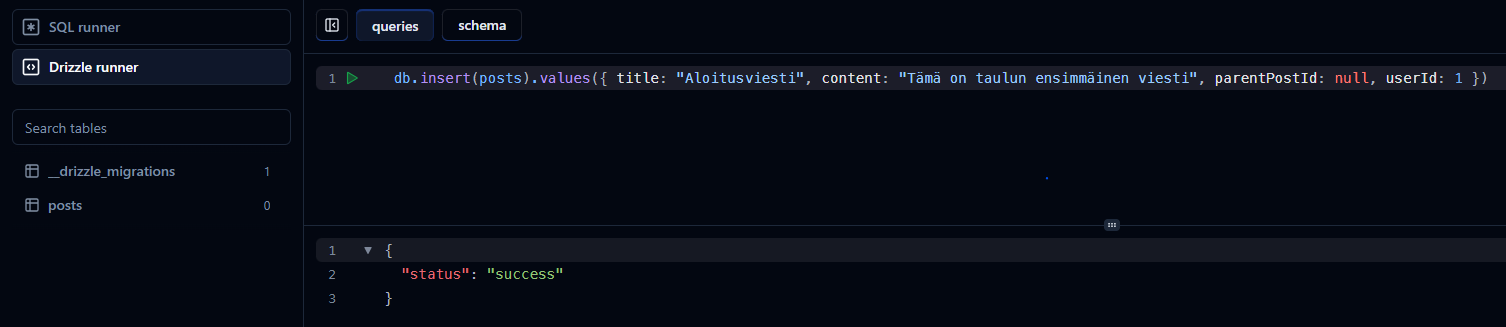 SQL runner
Drizzle runner
Search tables
__drizzle_migrations 1
posts 0
queries schema
1 db.insert(posts).values({ title: "Aloitusviesti", content: "Tämä on taulun ensimmäinen viesti", parentPostId: null, userId: 1 })
1 {
2 "status": "success"
3 }